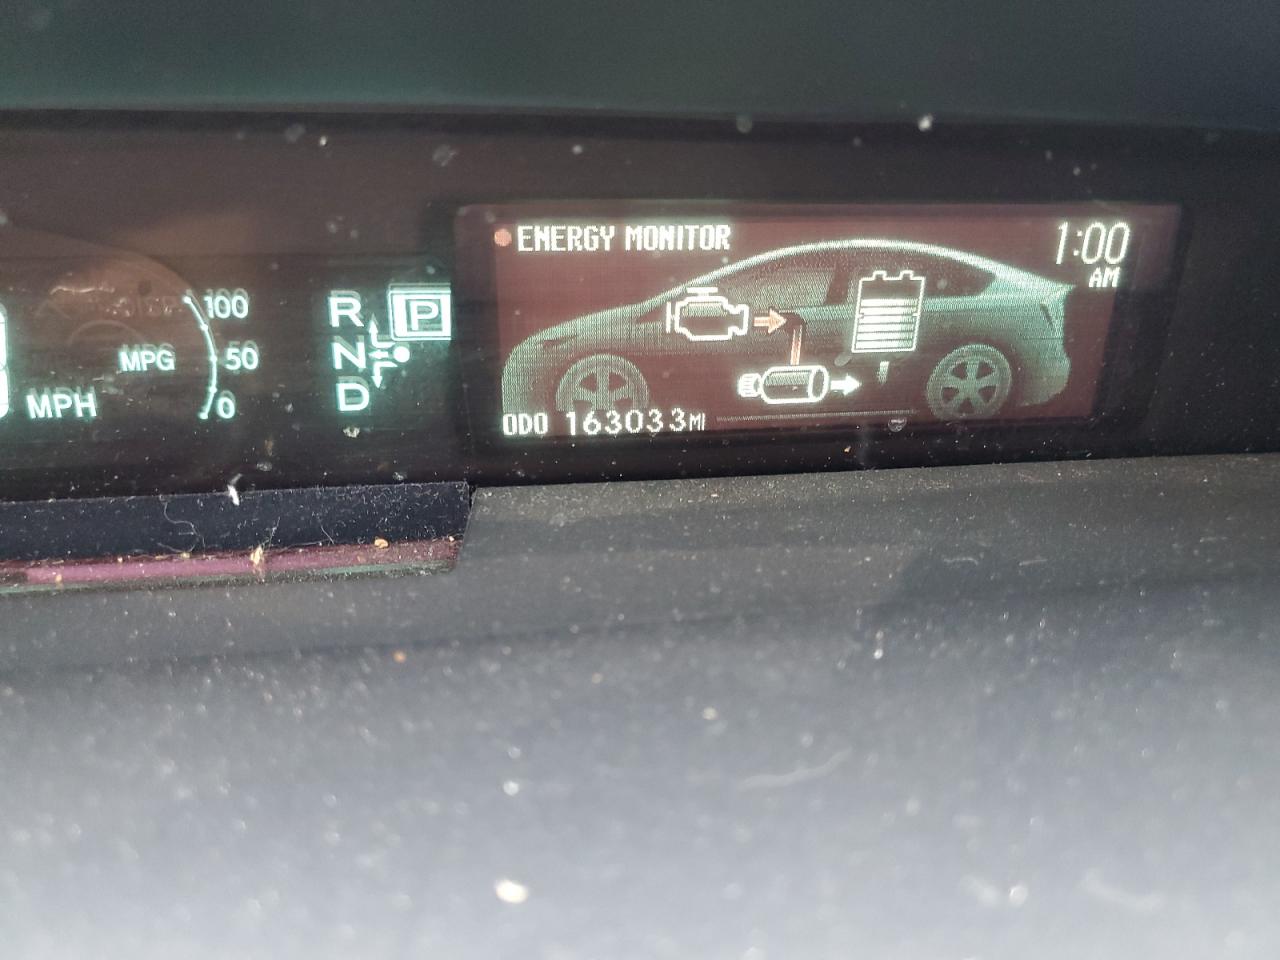 ENERGY MONITOR
1:00
AM
100
MPG
50
MPH
0
R
P
N
D
ODO 163033MI